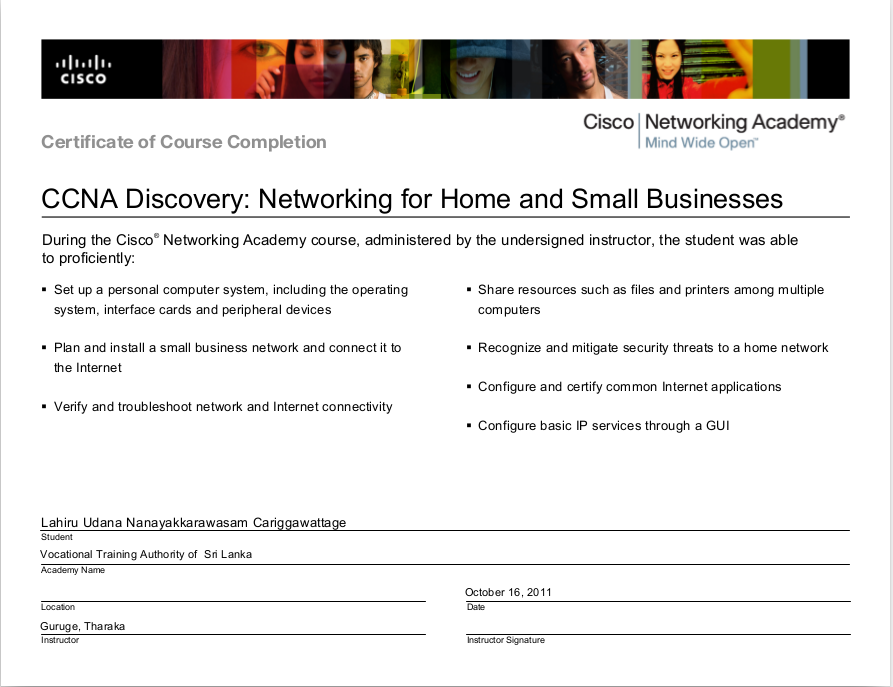 CISCO
Cisco Networking Academy®
Mind Wide Open™
Certificate of Course Completion
CCNA Discovery: Networking for Home and Small Businesses
During the Cisco® Networking Academy course, administered by the undersigned instructor, the student was able
to proficiently:
▪ Set up a personal computer system, including the operating
system, interface cards and peripheral devices
▪ Plan and install a small business network and connect it to
the Internet
▪ Verify and troubleshoot network and Internet connectivity
▪ Share resources such as files and printers among multiple
computers
▪ Recognize and mitigate security threats to a home network
▪ Configure and certify common Internet applications
▪ Configure basic IP services through a GUI
Lahiru Udana Nanayakkarawasam Cariggawattage
Student
Vocational Training Authority of Sri Lanka
Academy Name
Location
October 16, 2011
Date
Guruge, Tharaka
Instructor
Instructor Signature